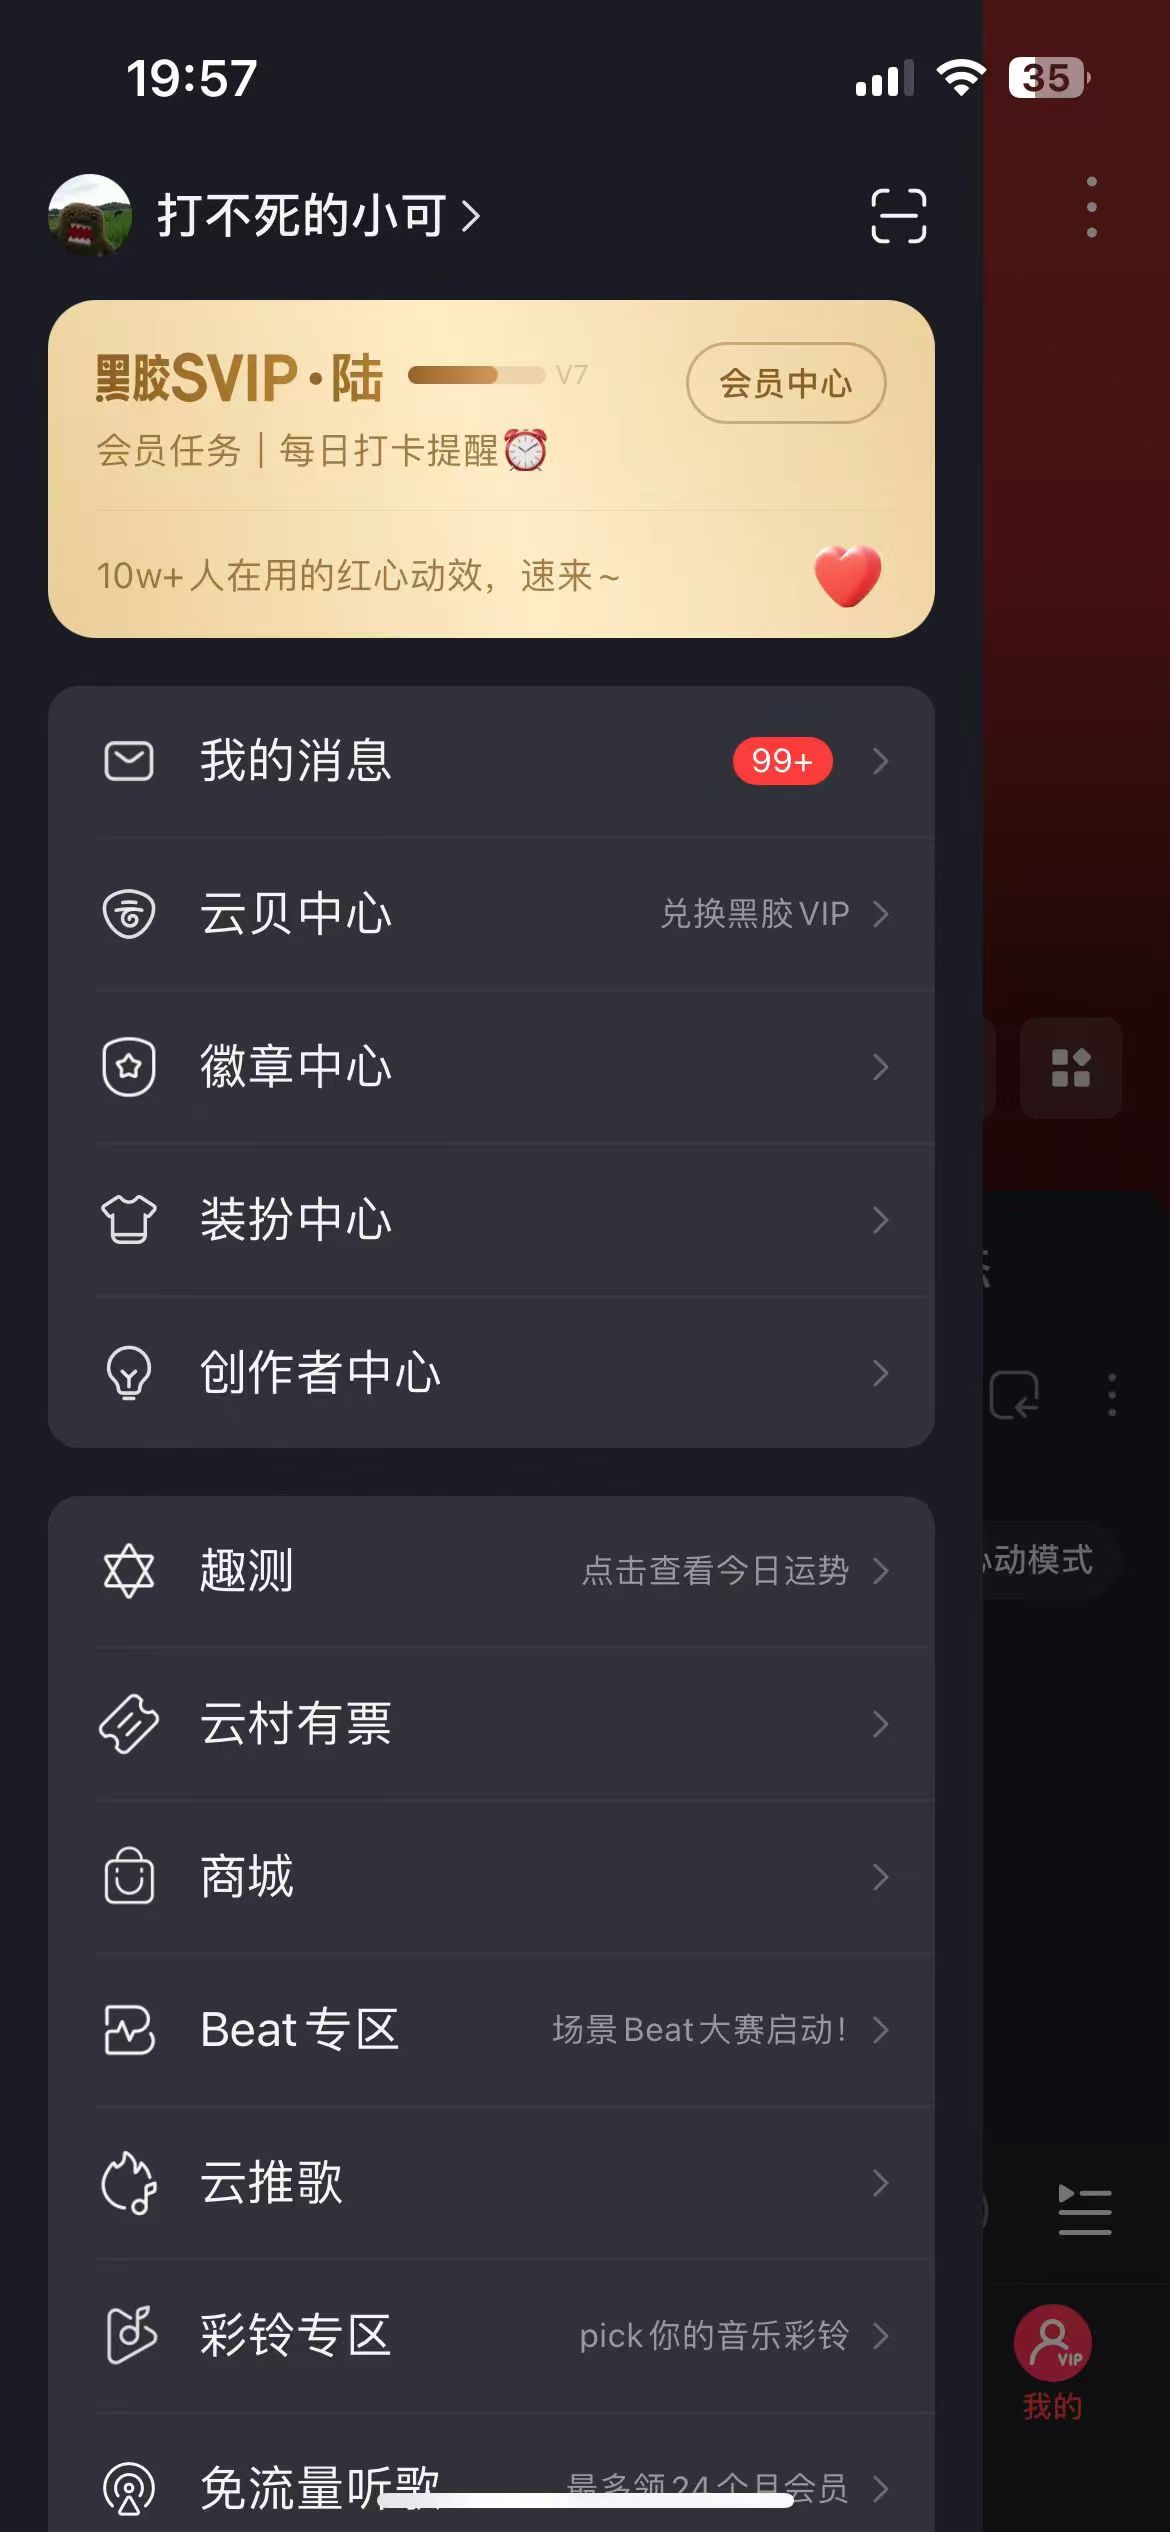 19:57
35
打不死的小可
黑胶SVIP·陆
V7
会员中心
会员任务｜每日打卡提醒⏰
10w+人在用的红心动效，速来~
我的消息
99+
云贝中心
兑换黑胶VIP
徽章中心
装扮中心
创作者中心
趣测
点击查看今日运势
动模式
云村有票
商城
Beat专区
场景Beat大赛启动！
云推歌
彩铃专区
pick你的音乐彩铃
VIP
我的
免流量听歌
最多领24个月会员